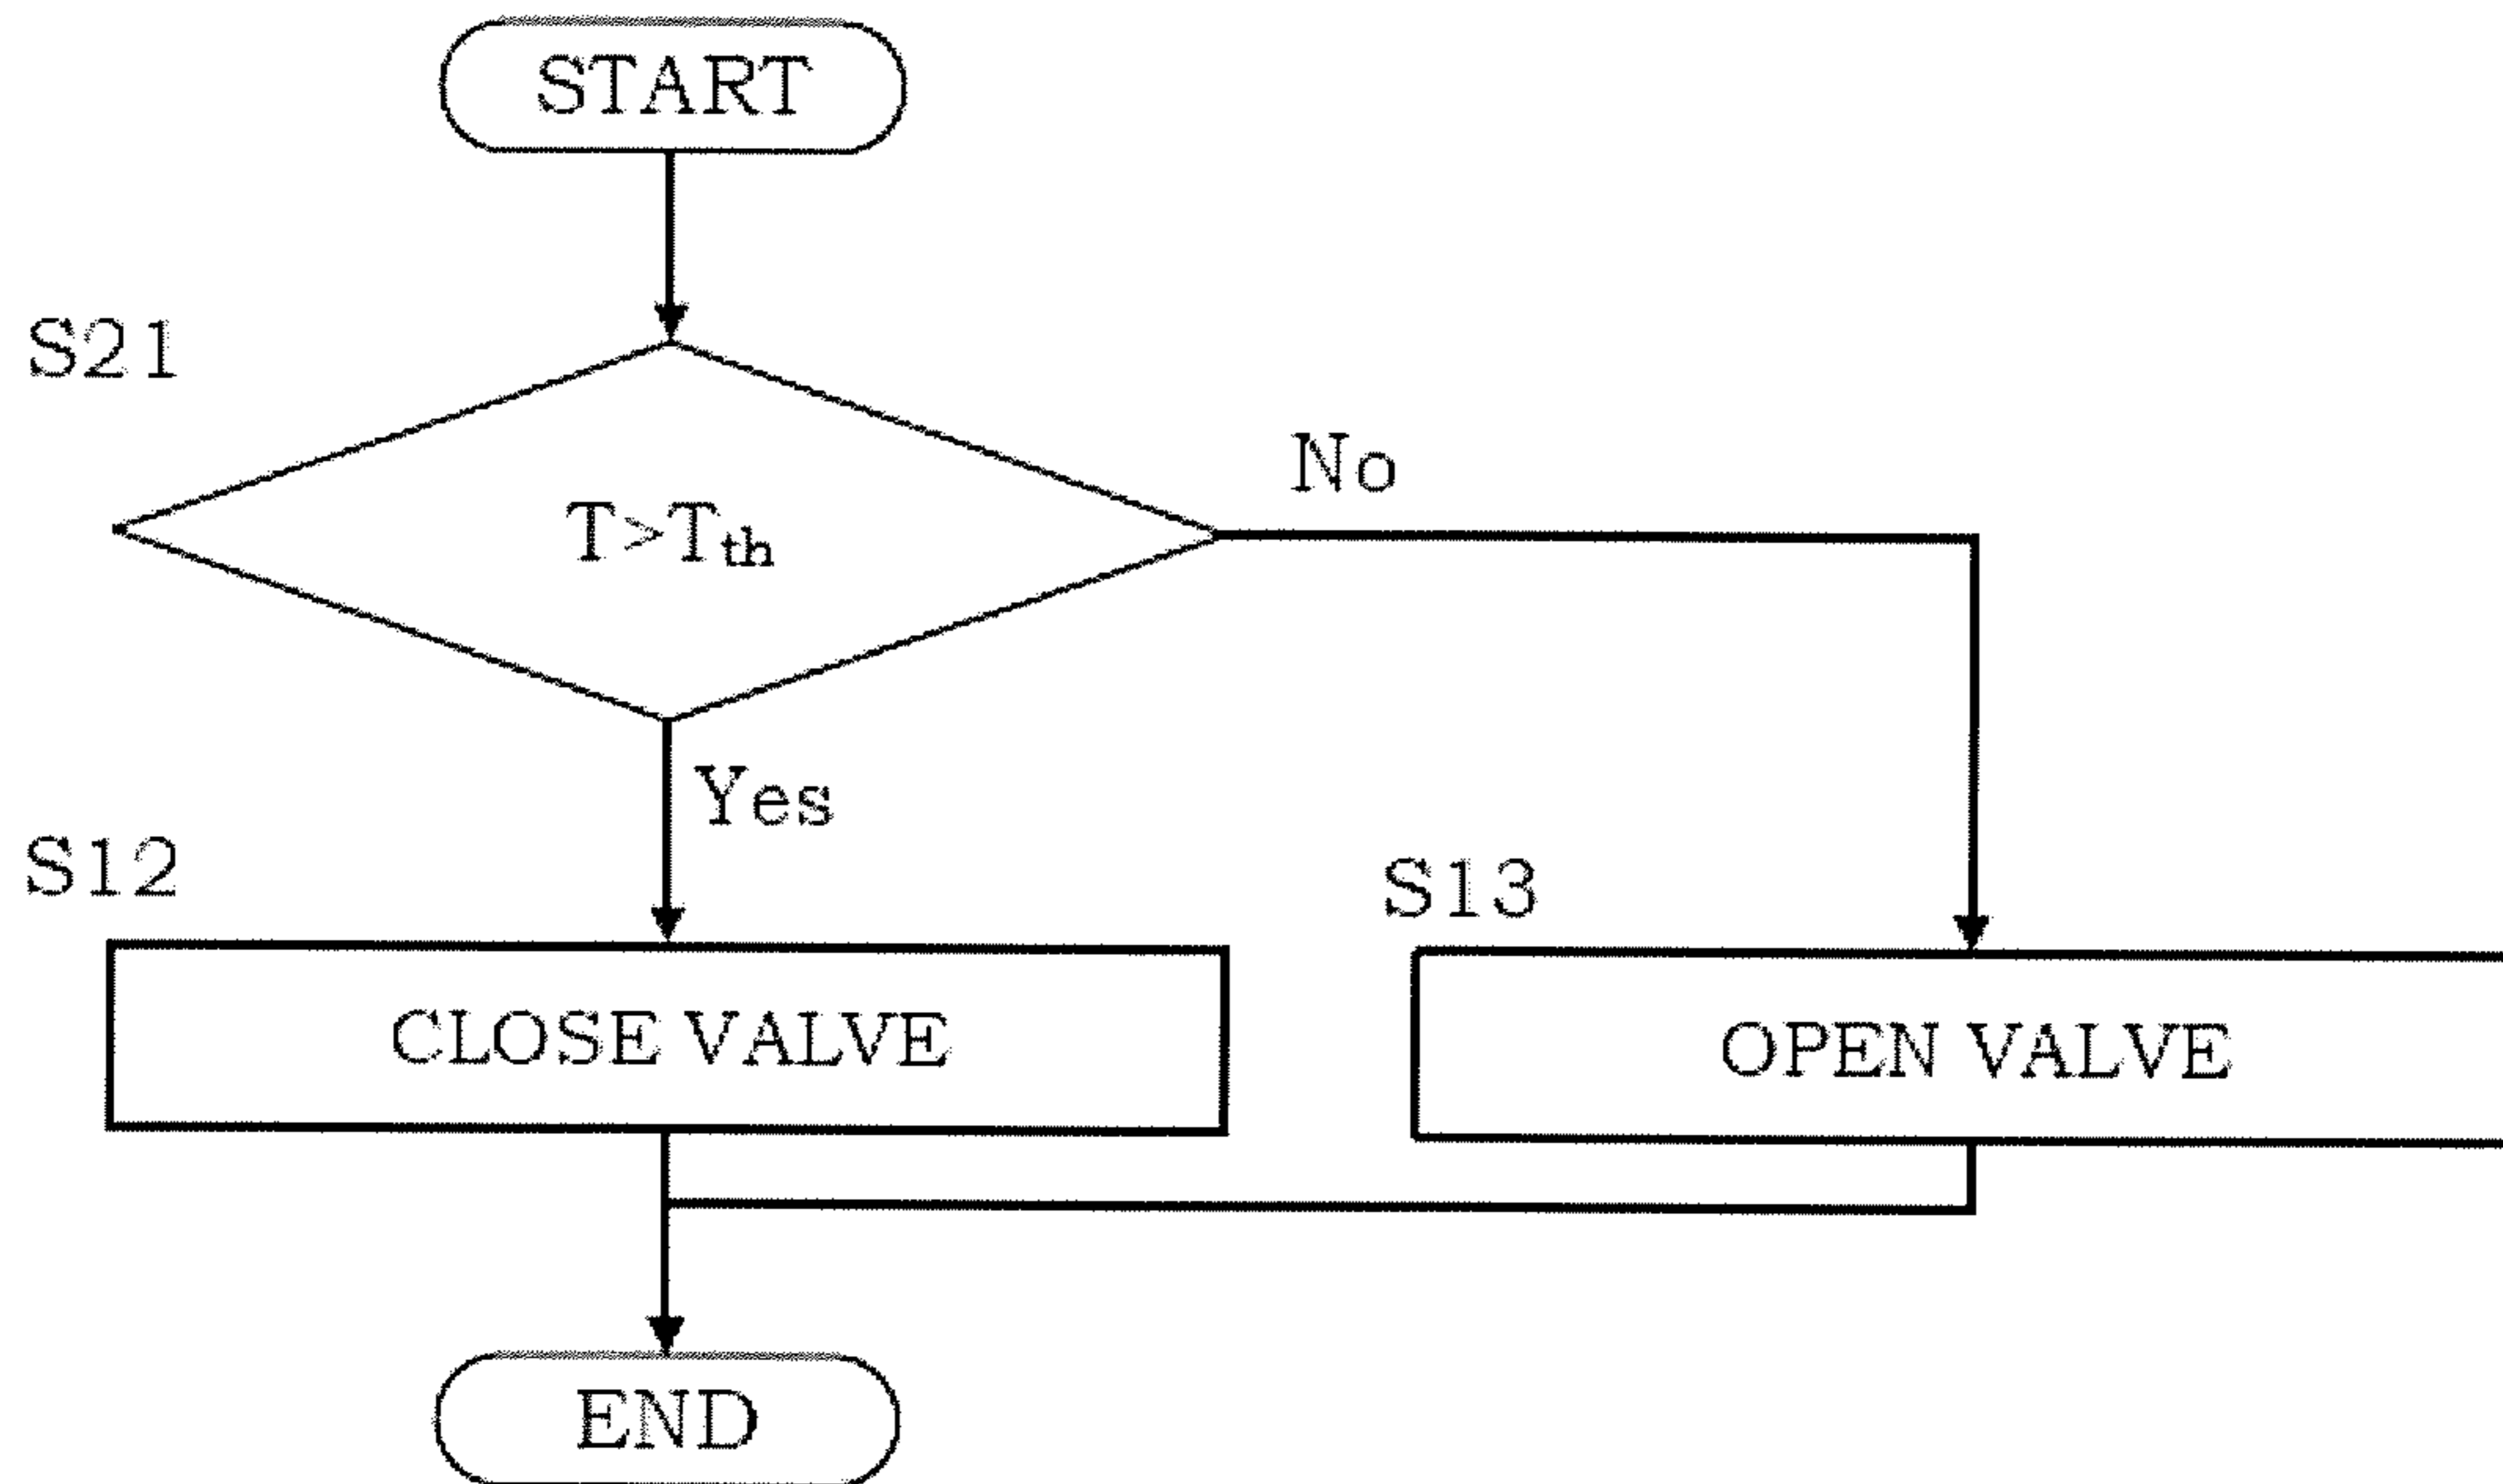 START
S21
No
T>Tth
Yes
S12
S13
CLOSE VALVE
OPEN VALVE
END